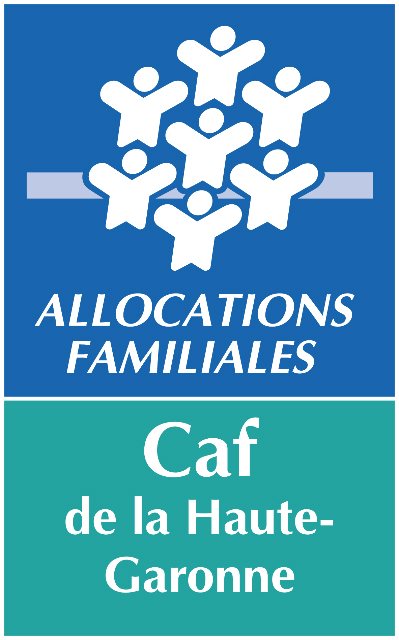 ALLOCATIONS
FAMILIALES
Caf
de la Haute-
Garonne